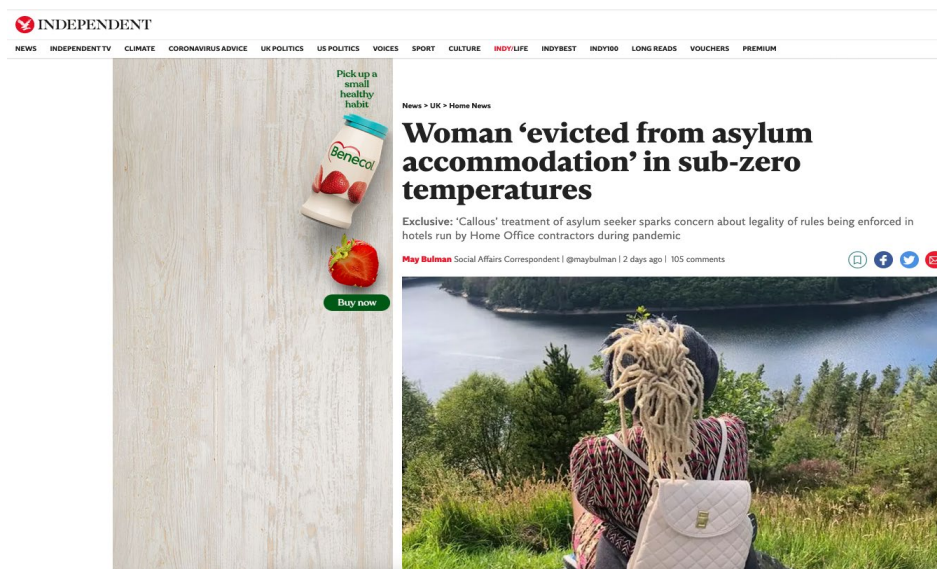 INDEPENDENT
NEWS INDEPENDENT TV CLIMATE CORONAVIRUS ADVICE UK POLITICS US POLITICS VOICES SPORT CULTURE INDY/LIFE INDYBEST INDY100 LONG READS VOUCHERS PREMIUM
Pick up a
small
healthy
habit
Benecol
Buy now
News > UK > Home News
Woman ‘evicted from asylum
accommodation’ in sub-zero
temperatures
Exclusive: ‘Callous’ treatment of asylum seeker sparks concern about legality of rules being enforced in
hotels run by Home Office contractors during pandemic
May Bulman Social Affairs Correspondent | @maybulman | 2 days ago | 105 comments